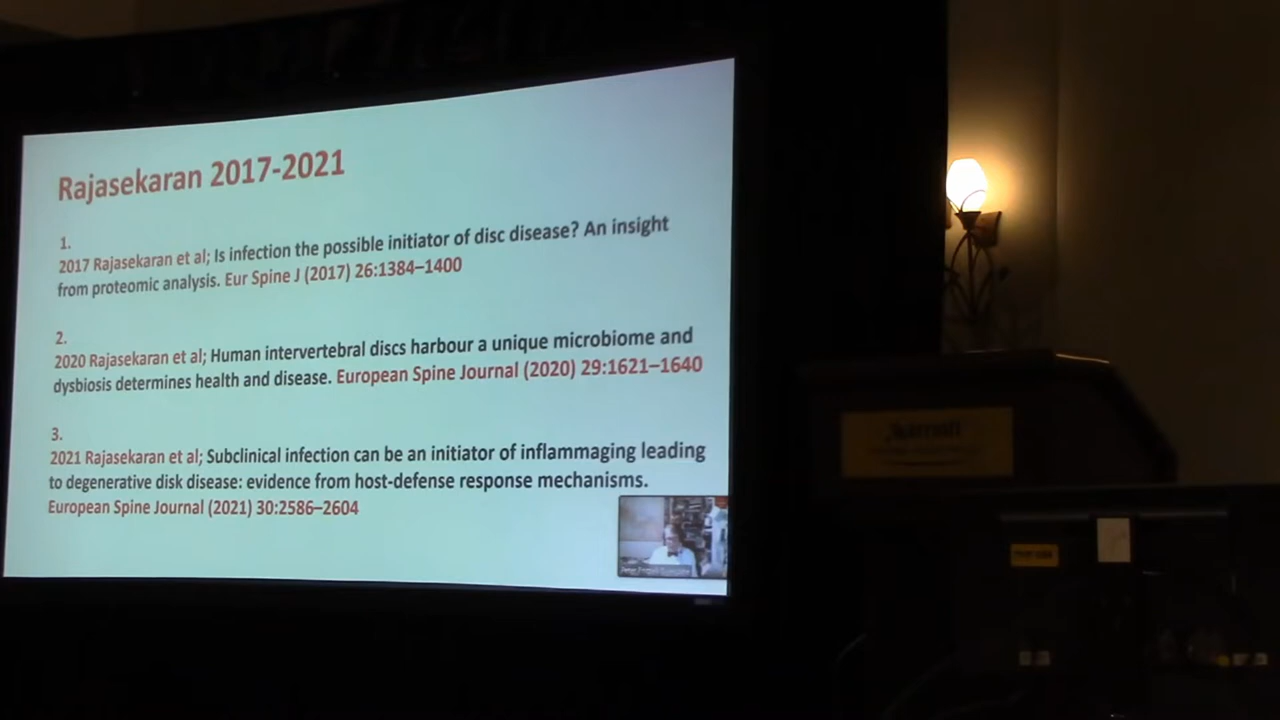 Rajasekaran 2017-2021
1.
2017 Rajasekaran et al; Is infection the possible initiator of disc disease? An insight
from proteomic analysis. Eur Spine J (2017) 26:1384–1400
2.
2020 Rajasekaran et al; Human intervertebral discs harbour a unique microbiome and
dysbiosis determines health and disease. European Spine Journal (2020) 29:1621–1640
3.
2021 Rajasekaran et al; Subclinical infection can be an initiator of inflammaging leading
to degenerative disk disease: evidence from host-defense response mechanisms.
European Spine Journal (2021) 30:2586–2604
Marriott